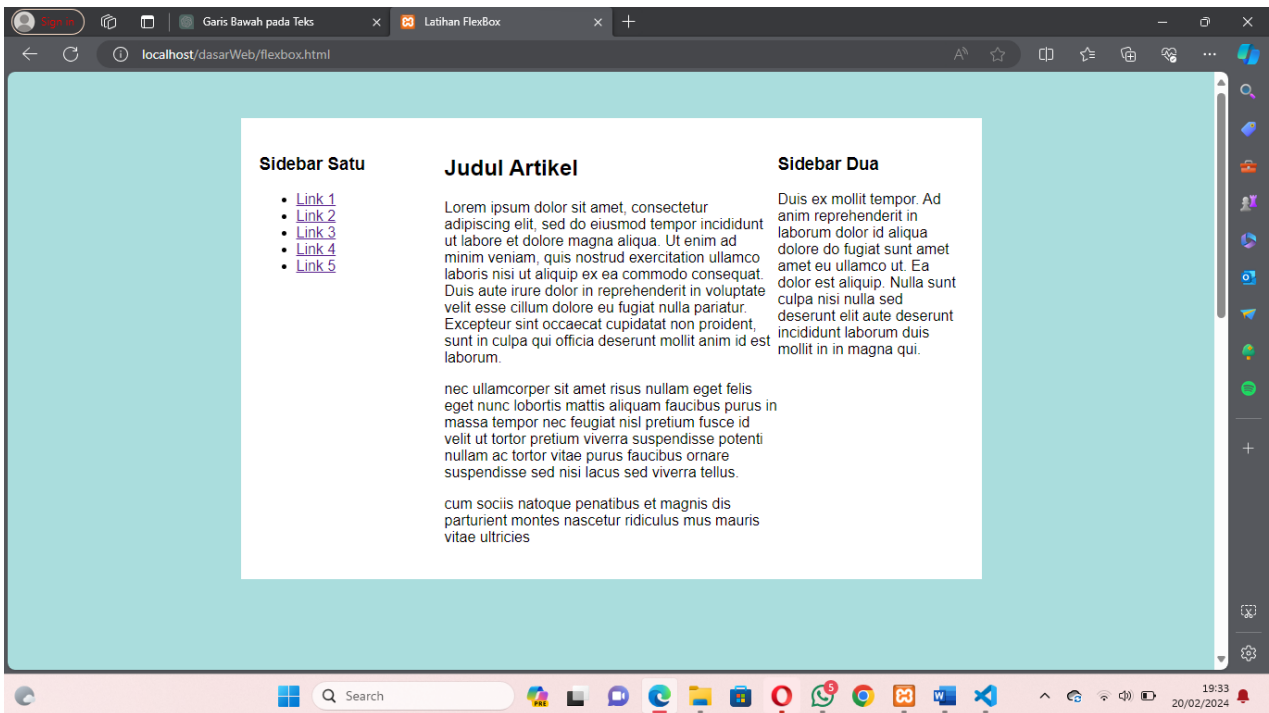 Sign in
Garis Bawah pada Teks
Latihan FlexBox
localhost/dasarWeb/flexbox.html
Sidebar Satu
Link 1
Link 2
Link 3
Link 4
Link 5
Judul Artikel
Lorem ipsum dolor sit amet, consectetur
adipiscing elit, sed do eiusmod tempor incididunt
ut labore et dolore magna aliqua. Ut enim ad
minim veniam, quis nostrud exercitation ullamco
laboris nisi ut aliquip ex ea commodo consequat.
Duis aute irure dolor in reprehenderit in voluptate
velit esse cillum dolore eu fugiat nulla pariatur.
Excepteur sint occaecat cupidatat non proident,
sunt in culpa qui officia deserunt mollit anim id est
laborum.
nec ullamcorper sit amet risus nullam eget felis
eget nunc lobortis mattis aliquam faucibus purus in
massa tempor nec feugiat nisl pretium fusce id
velit ut tortor pretium viverra suspendisse potenti
nullam ac tortor vitae purus faucibus ornare
suspendisse sed nisi lacus sed viverra tellus.
cum sociis natoque penatibus et magnis dis
parturient montes nascetur ridiculus mus mauris
vitae ultricies
Sidebar Dua
Duis ex mollit tempor. Ad
anim reprehenderit in
laborum dolor id aliqua
dolore do fugiat sunt amet
amet eu ullamco ut. Ea
dolor est aliquip. Nulla sunt
culpa nisi nulla sed
deserunt elit aute deserunt
incididunt laborum duis
mollit in in magna qui.
Search
PRE
5
19:33
20/02/2024